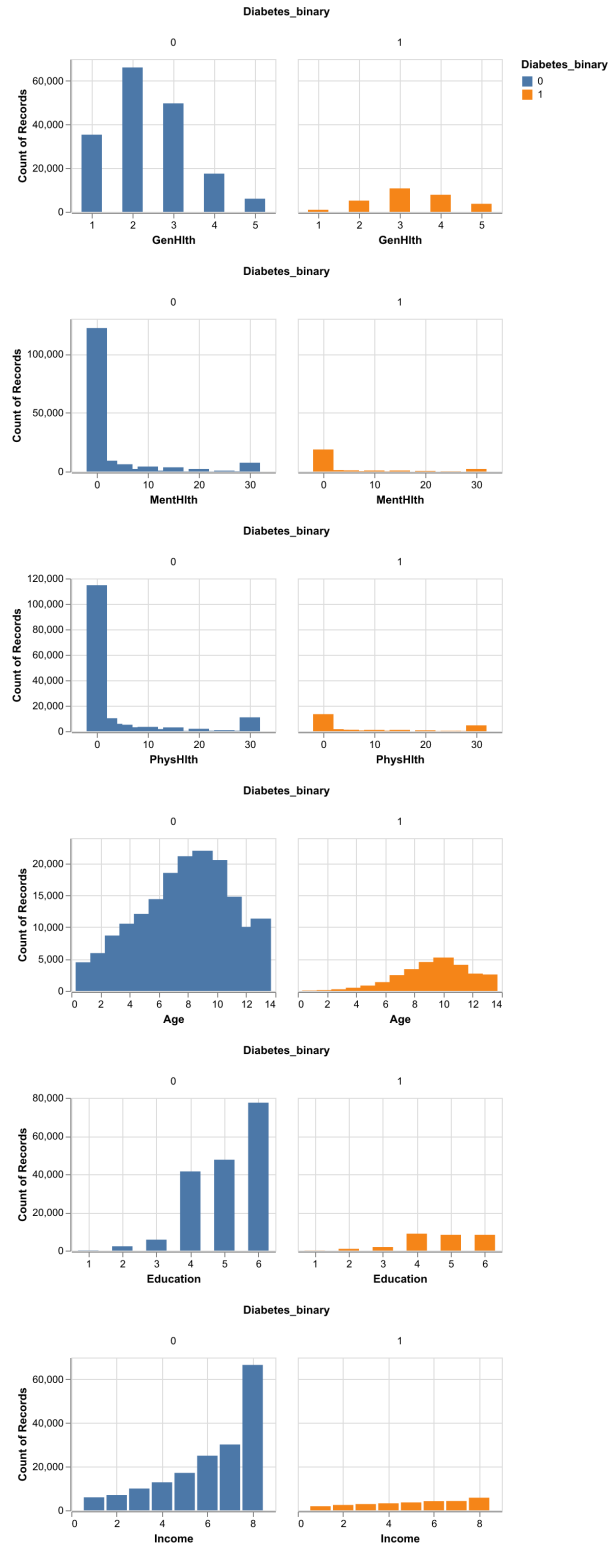 Diabetes_binary
0 1
Diabetes_binary
0
1
60,000
40,000
20,000
0
Count of Records
1 2 3 4 5 1 2 3 4 5
GenHlth GenHlth
Diabetes_binary
0 1
100,000
50,000
0
Count of Records
0 10 20 30 0 10 20 30
MentHlth MentHlth
Diabetes_binary
0 1
120,000
100,000
80,000
60,000
40,000
20,000
0
Count of Records
0 10 20 30 0 10 20 30
PhysHlth PhysHlth
Diabetes_binary
0 1
20,000
15,000
10,000
5,000
0
Count of Records
0 2 4 6 8 10 12 14 0 2 4 6 8 10 12 14
Age Age
Diabetes_binary
0 1
80,000
60,000
40,000
20,000
0
Count of Records
1 2 3 4 5 6 1 2 3 4 5 6
Education Education
Diabetes_binary
0 1
60,000
40,000
20,000
0
Count of Records
0 2 4 6 8 0 2 4 6 8
Income Income